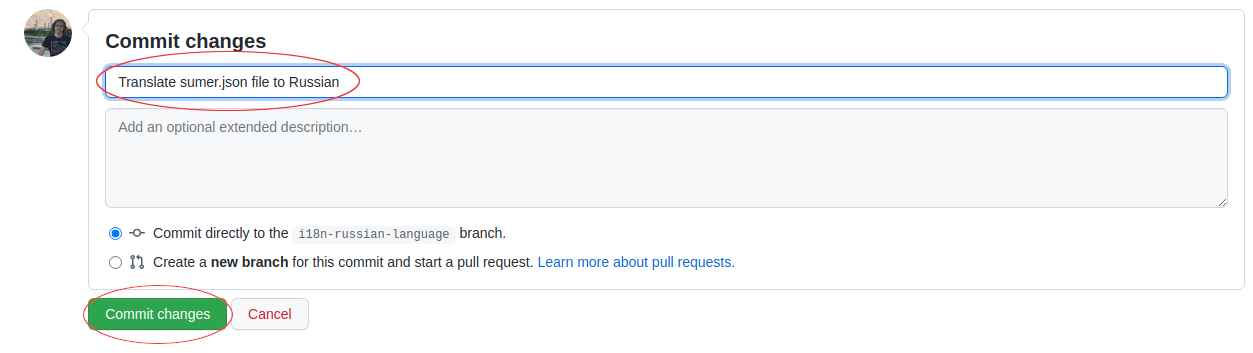 Commit changes
Translate sumer.json file to Russian
Add an optional extended description…
Commit directly to the i18n-russian-language branch.
Create a new branch for this commit and start a pull request. Learn more about pull requests.
Commit changes Cancel